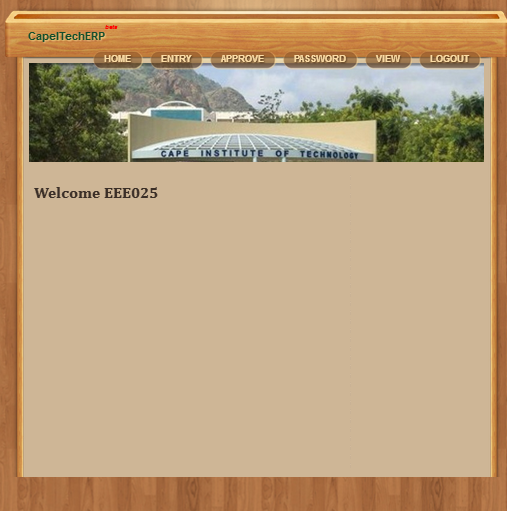 CapeITechERP beta
HOME ENTRY APPROVE PASSWORD VIEW LOGOUT
CAPE INSTITUTE OF TECHNOLOGY
Welcome EEE025